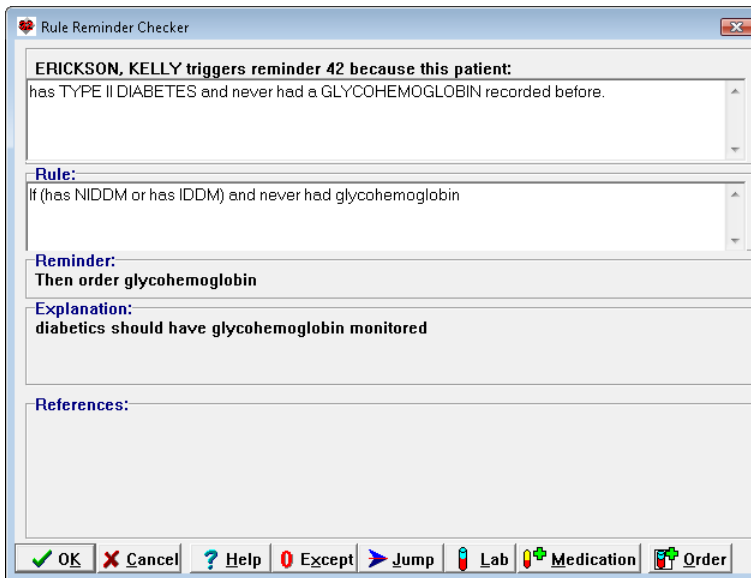 Rule Reminder Checker
ERICKSON, KELLY triggers reminder 42 because this patient:
has TYPE II DIABETES and never had a GLYCOHEMOGLOBIN recorded before.
Rule:
If (has NIDDM or has IDDM) and never had glycohemoglobin
Reminder:
Then order glycohemoglobin
Explanation:
diabetics should have glycohemoglobin monitored
References:
OK Cancel Help Except Jump Lab Medication Order